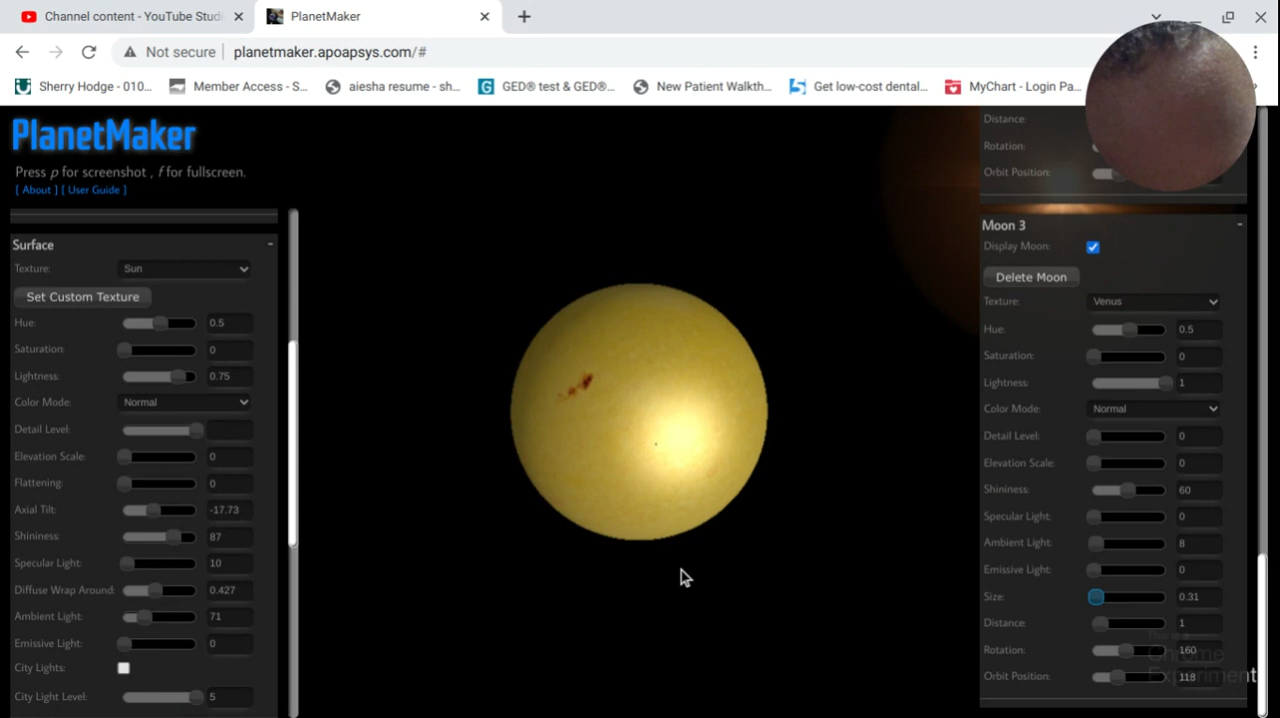 Channel content - YouTube Studi
PlanetMaker
Not secure
planetmaker.apoapsys.com/#
Sherry Hodge - 010...
Member Access - S...
aiesha resume - sh...
GED® test & GED®...
New Patient Walkth...
Get low-cost dental...
MyChart - Login Pa...
PlanetMaker
Press p for screenshot , f for fullscreen.
[ About ] [ User Guide ]
Surface
-
Texture: Sun
Set Custom Texture
Hue: 0.5
Saturation: 0
Lightness: 0.75
Color Mode: Normal
Detail Level:
Elevation Scale: 0
Flattening: 0
Axial Tilt: -17.73
Shininess: 87
Specular Light: 10
Diffuse Wrap Around: 0.427
Ambient Light: 71
Emissive Light: 0
City Lights:
City Light Level: 5
Distance:
Rotation:
Orbit Position:
Moon 3
-
Display Moon:
Delete Moon
Texture: Venus
Hue: 0.5
Saturation: 0
Lightness: 1
Color Mode: Normal
Detail Level: 0
Elevation Scale: 0
Shininess: 60
Specular Light: 0
Ambient Light: 8
Emissive Light: 0
Size: 0.31
Distance: 1
Rotation: 160
Orbit Position: 118
This is a
Chrome
Experiment